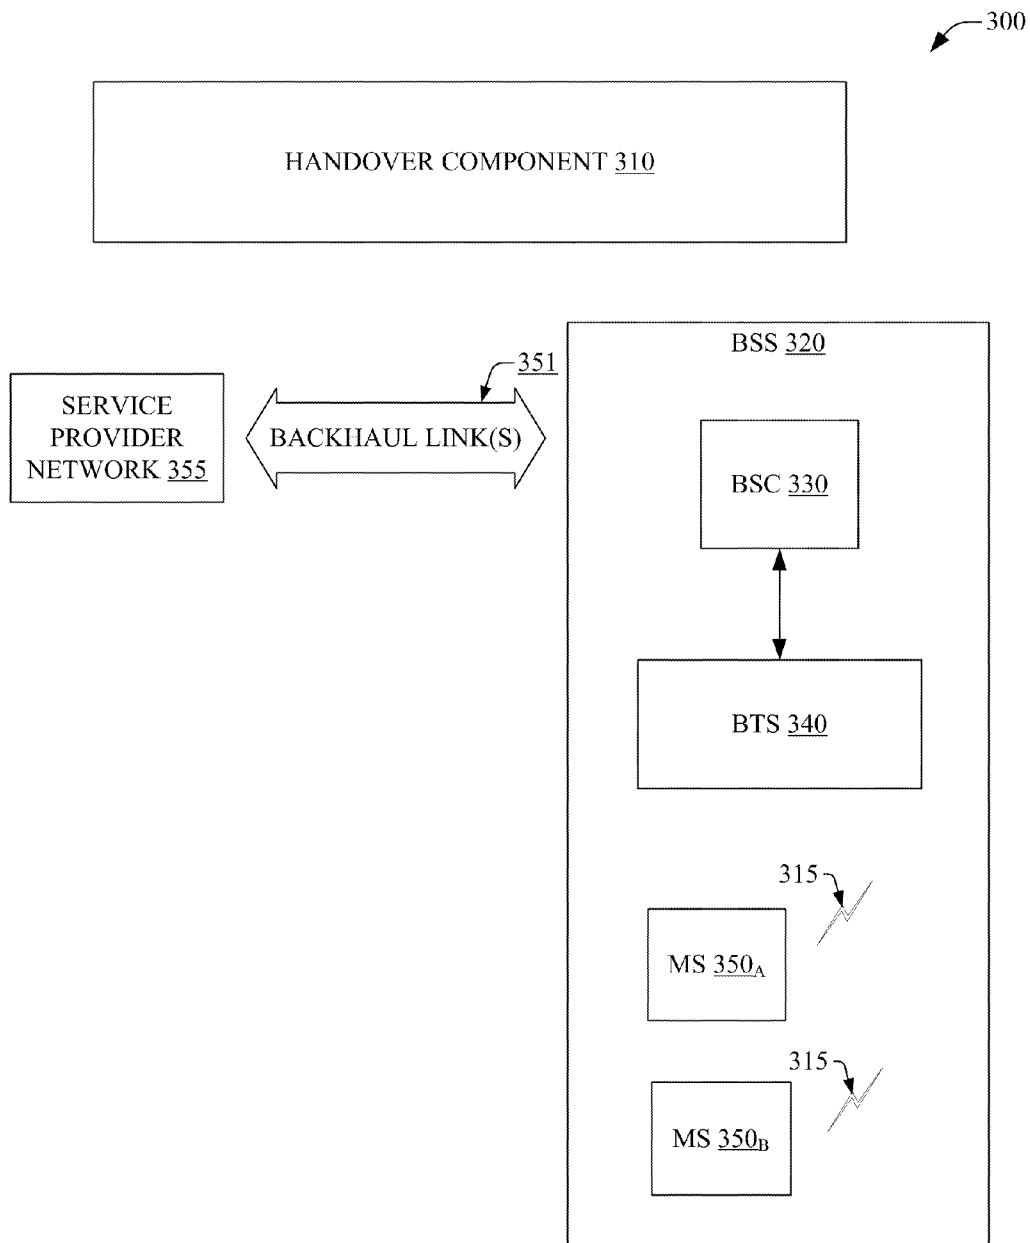 300
HANDOVER COMPONENT 310
BSS 320
351
SERVICE
PROVIDER
NETWORK 355
BACKHAUL LINK(S)
BSC 330
BTS 340
315
MS 350A
315
MS 350B